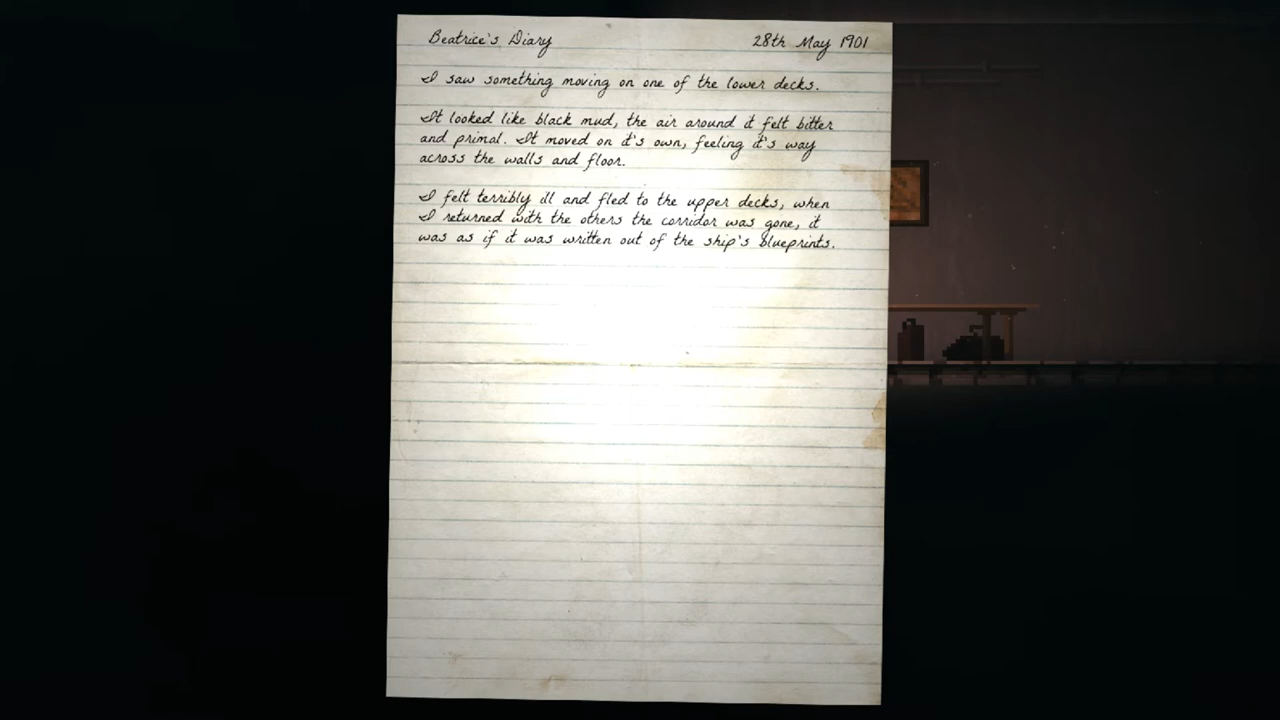 Beatrice's Diary 28th May 1901
I saw something moving on one of the lower decks.
It looked like black mud, the air around it felt bitter
and primal. It moved on it's own, feeling it's way
across the walls and floor.
I felt terribly ill and fled to the upper decks, when
I returned with the others the corridor was gone, it
was as if it was written out of the ship's blueprints.